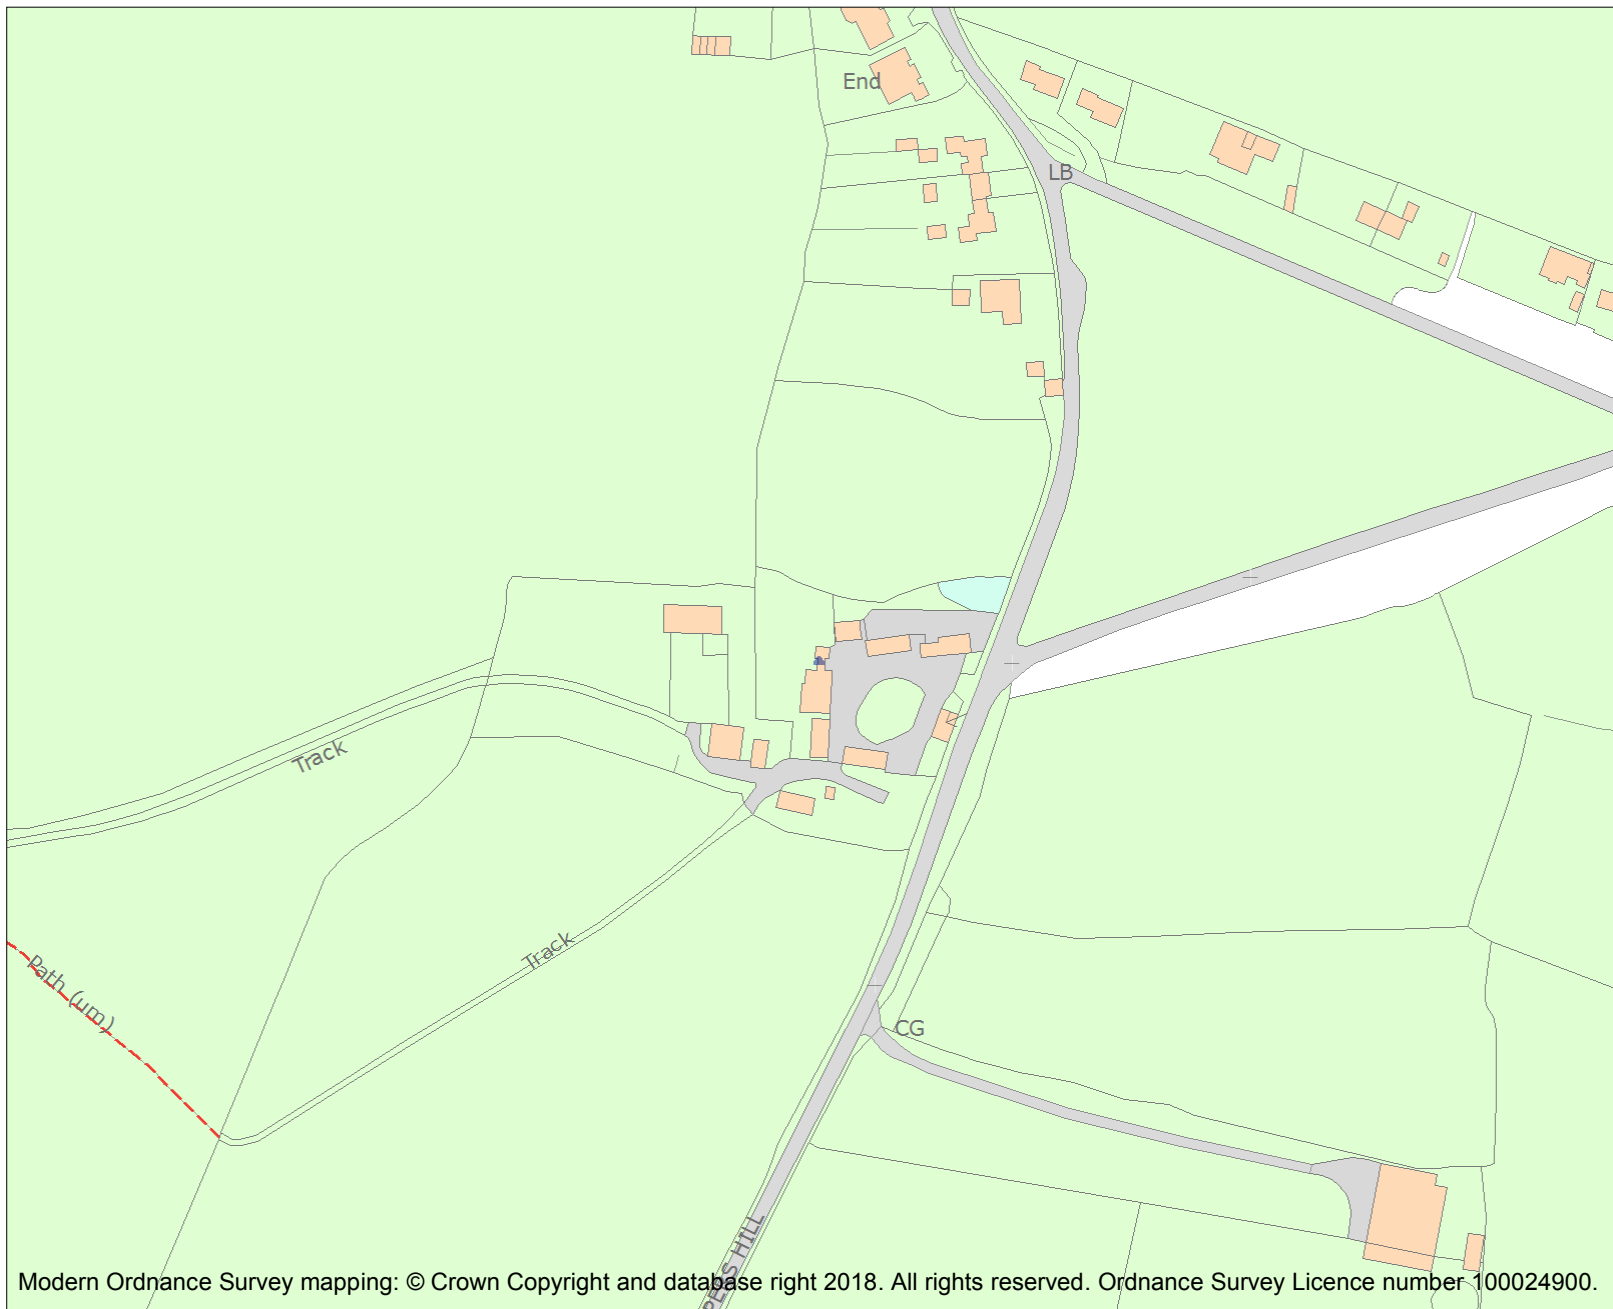 End
LB
Track
Track
Path (um)
CG
HILL
Modern Ordnance Survey mapping: © Crown Copyright and database right 2018. All rights reserved. Ordnance Survey Licence number 100024900.